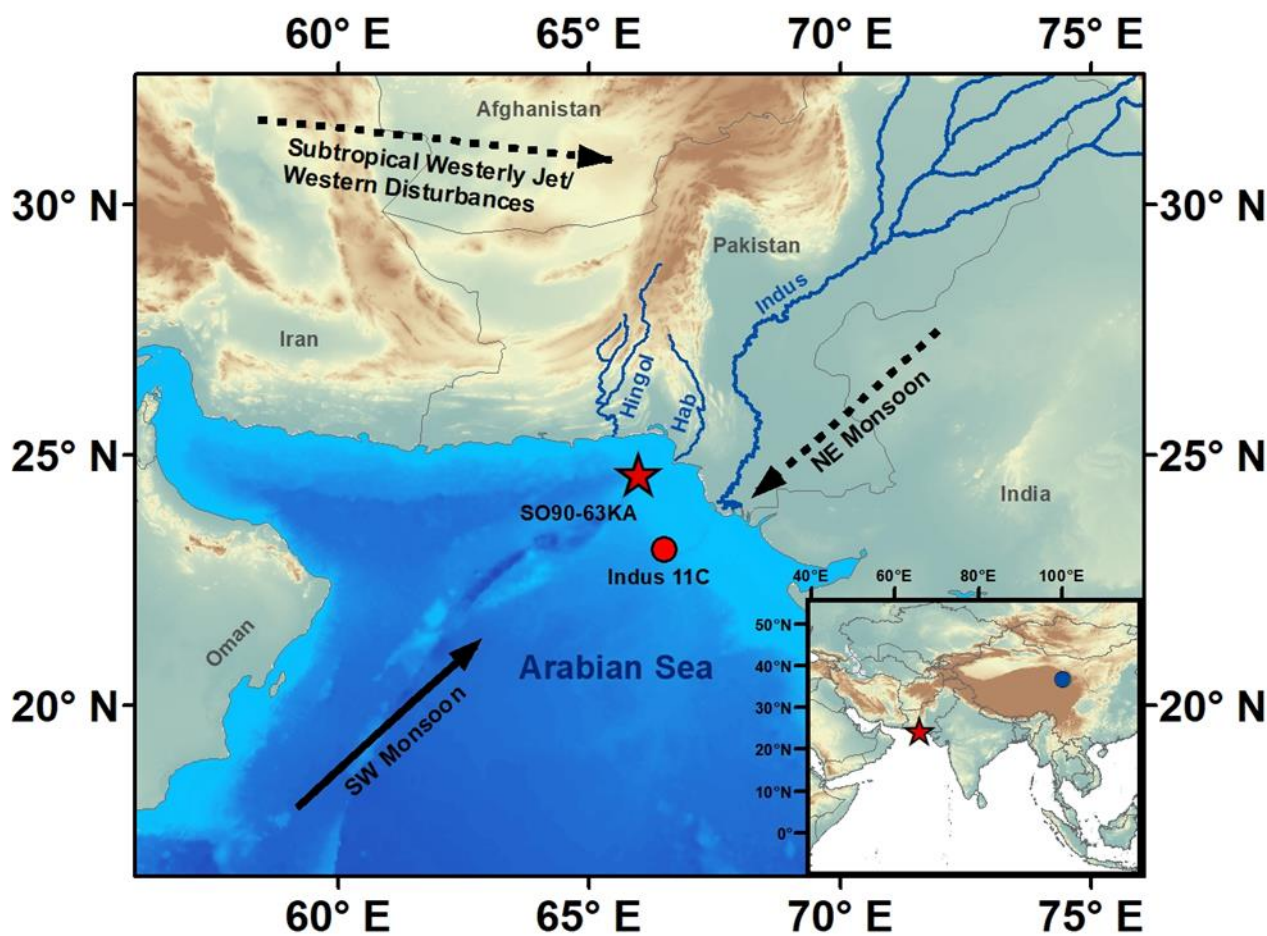 60° E 65° E 70° E 75° E
Afghanistan
Subtropical Westerly Jet/
Western Disturbances
30° N 30° N
Pakistan
Indus
Iran
Hingol
Hab
NE Monsoon
25° N 25° N
India
SO90-63KA
Indus 11C
Oman
Arabian Sea
SW Monsoon
20° N 20° N
40°E 60°E 80°E 100°E
50°N
40°N
30°N
20°N
10°N
0°
60° E 65° E 70° E 75° E